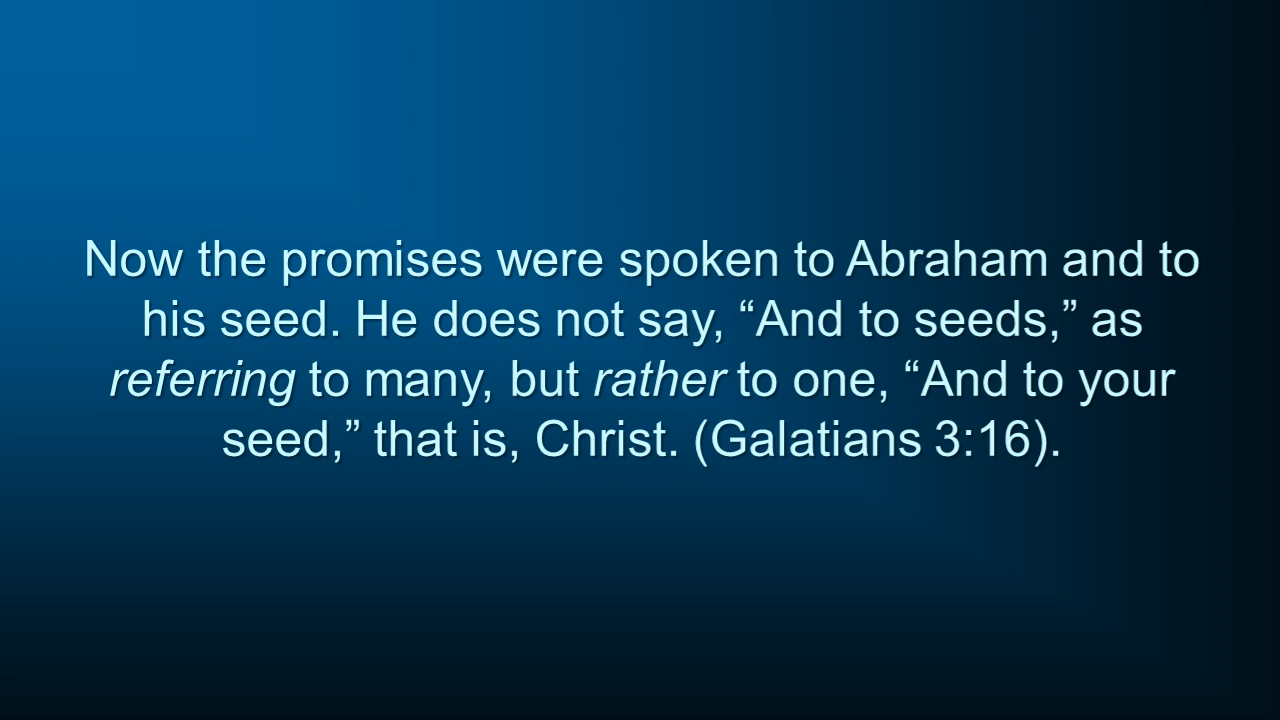 Now the promises were spoken to Abraham and to
his seed. He does not say, “And to seeds,” as
referring to many, but rather to one, “And to your
seed,” that is, Christ. (Galatians 3:16).